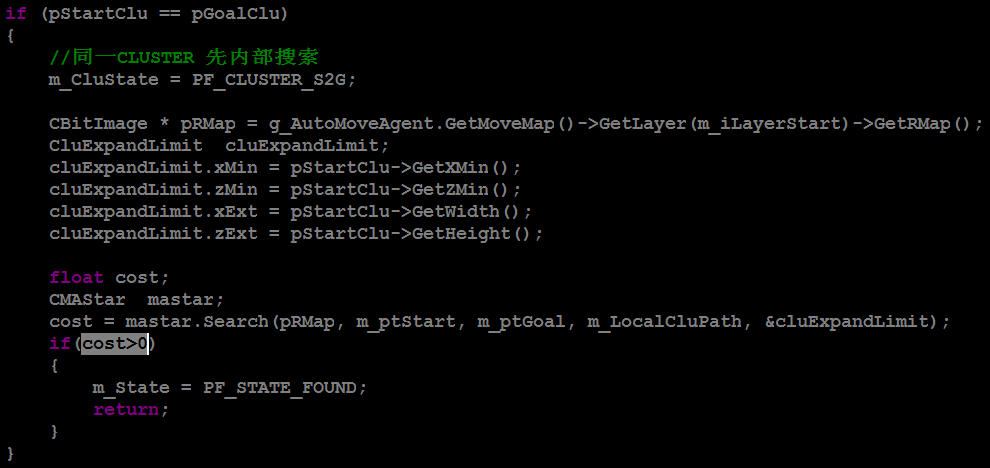 if (pStartClu == pGoalClu)
{
    //同一CLUSTER 先内部搜索
    m_CluState = PF_CLUSTER_S2G;

    CBitImage * pRMap = g_AutoMoveAgent.GetMoveMap()->GetLayer(m_iLayerStart)->GetRMap();
    CluExpandLimit  cluExpandLimit;
    cluExpandLimit.xMin = pStartClu->GetXMin();
    cluExpandLimit.zMin = pStartClu->GetZMin();
    cluExpandLimit.xExt = pStartClu->GetWidth();
    cluExpandLimit.zExt = pStartClu->GetHeight();

    float cost;
    CMAStar  mastar;
    cost = mastar.Search(pRMap, m_ptStart, m_ptGoal, m_LocalCluPath, &cluExpandLimit);
    if(cost>0)
    {
        m_State = PF_STATE_FOUND;
        return;
    }
}